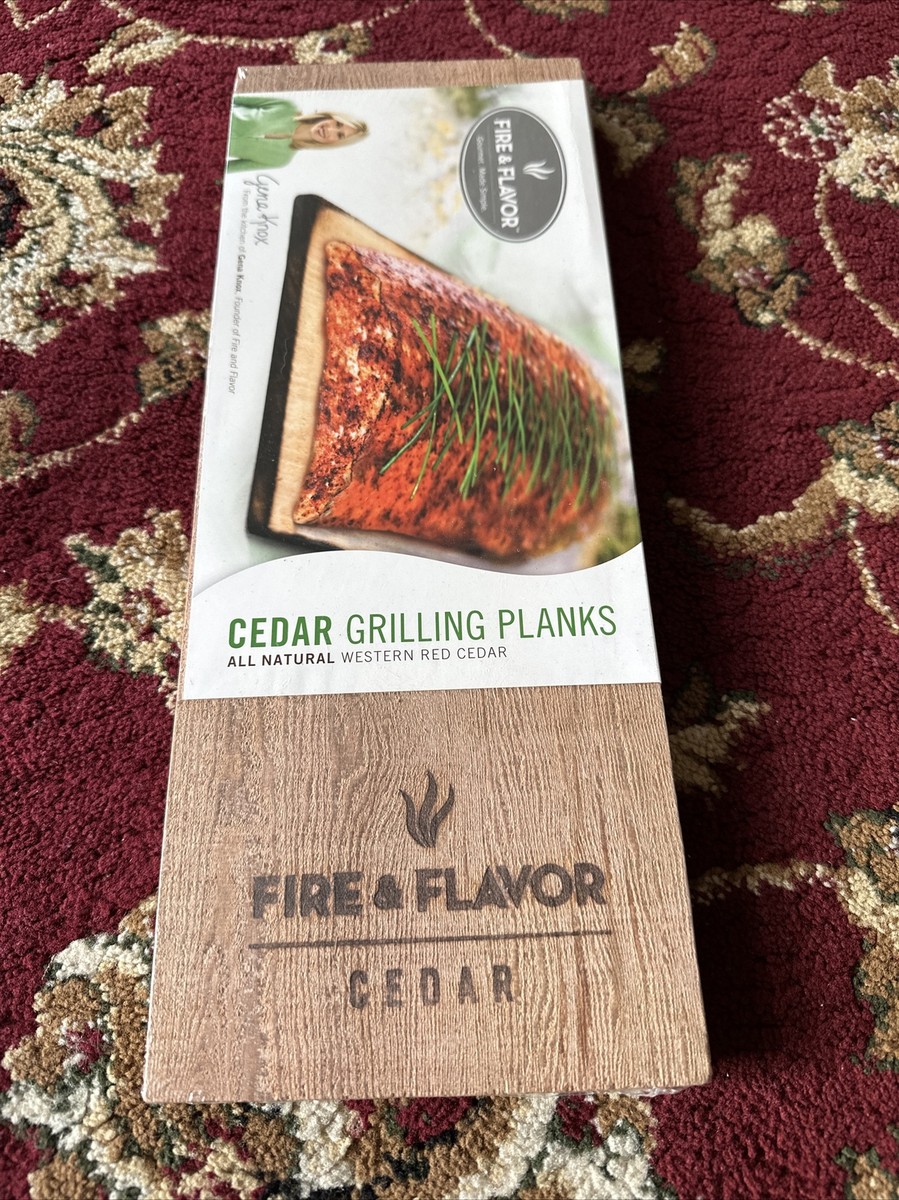 FIRE & FLAVOR™
Gourmet. Made Simple.
Gena Knox
From the kitchen of Gena Knox, Founder of Fire and Flavor
CEDAR GRILLING PLANKS
ALL NATURAL WESTERN RED CEDAR
FIRE & FLAVOR
CEDAR